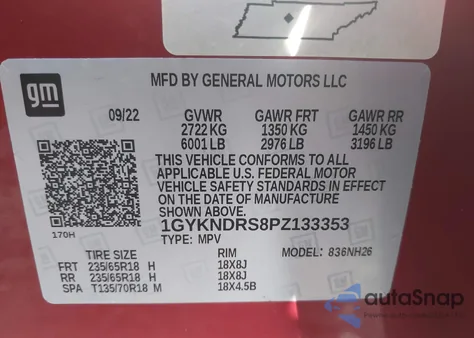 gm
MFD BY GENERAL MOTORS LLC
09/22 GVWR GAWR FRT GAWR RR
2722 KG 1350 KG 1450 KG
6001 LB 2976 LB 3196 LB
THIS VEHICLE CONFORMS TO ALL
APPLICABLE U.S. FEDERAL MOTOR
VEHICLE SAFETY STANDARDS IN EFFECT
ON THE DATE OF MANUFACTURE
SHOWN ABOVE.
170H
1GYKNDRS8PZ133353
TYPE: MPV
TIRE SIZE RIM MODEL: 836NH26
FRT 235/65R18 H 18X8J
RR 235/65R18 H 18X8J
SPA T135/70R18 M 18X4.5B
autaSnap